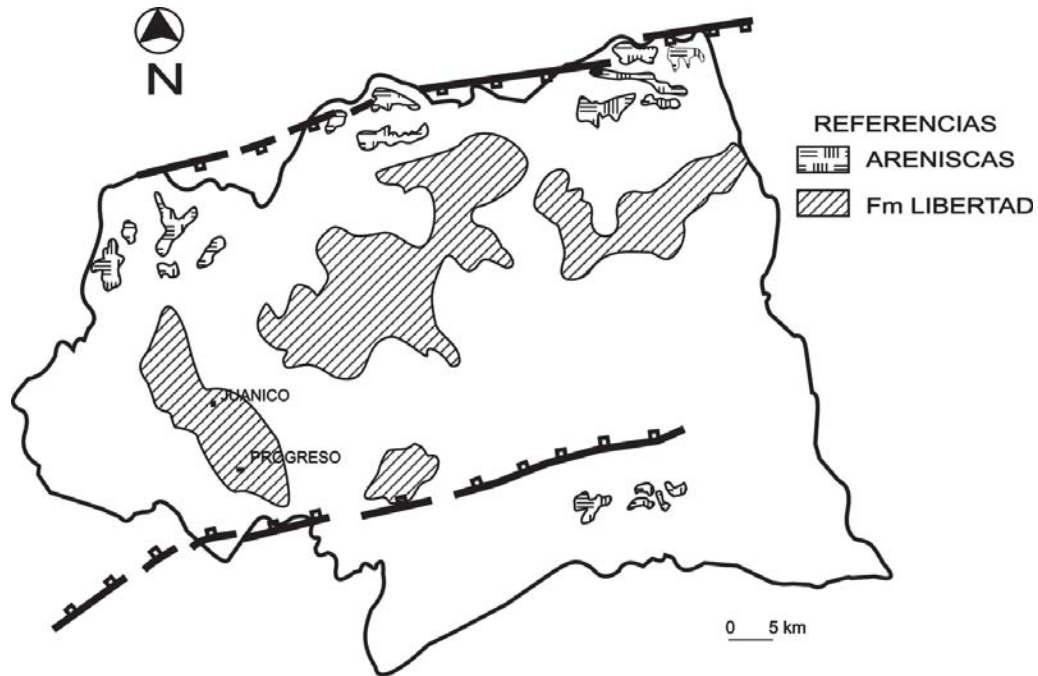 N
REFERENCIAS
ARENISCAS
Fm LIBERTAD
JUANICO
PROGRESO
0 5 km